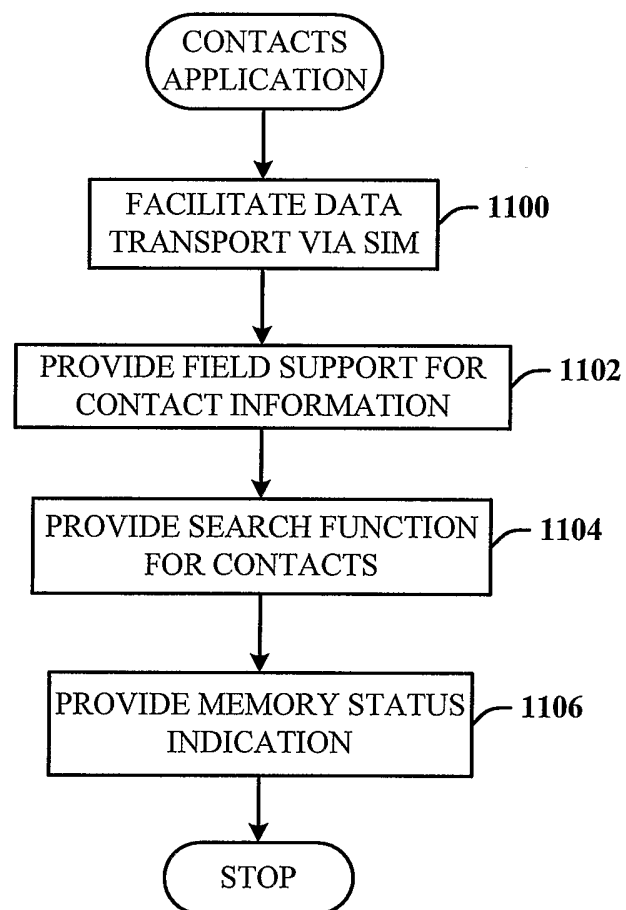 CONTACTS
APPLICATION
FACILITATE DATA
TRANSPORT VIA SIM
1100
PROVIDE FIELD SUPPORT FOR
CONTACT INFORMATION
1102
PROVIDE SEARCH FUNCTION
FOR CONTACTS
1104
PROVIDE MEMORY STATUS
INDICATION
1106
STOP